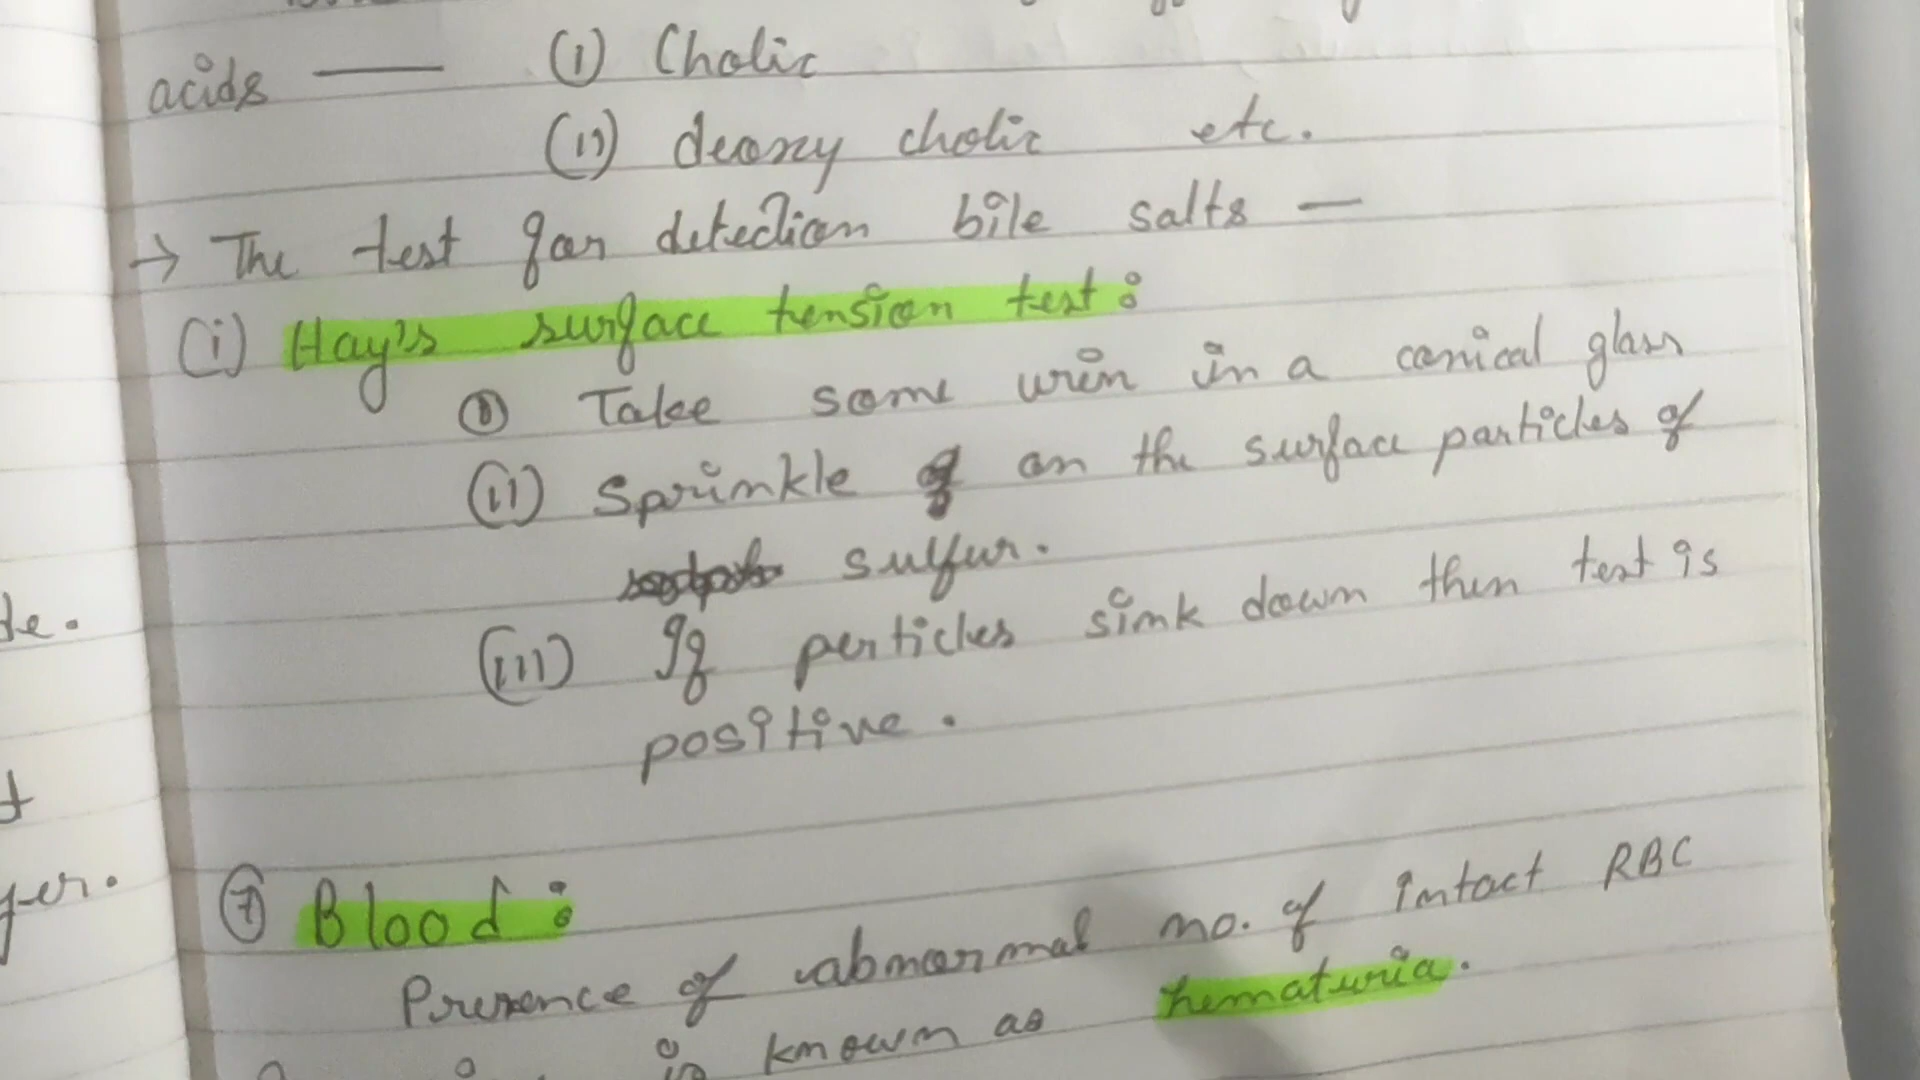 acids — (i) Cholic
(ii) deoxy cholic etc.
→ The test for detection bile salts —
(i) Hay's surface tension test:
(i) Take some urin in a conical glass
(ii) Sprinkle on the surface particles of
sulfur.
(iii) If perticles sink down then test is
positive.
(7) Blood:
Presence of abnormal no. of intact RBC
is known as hematuria.